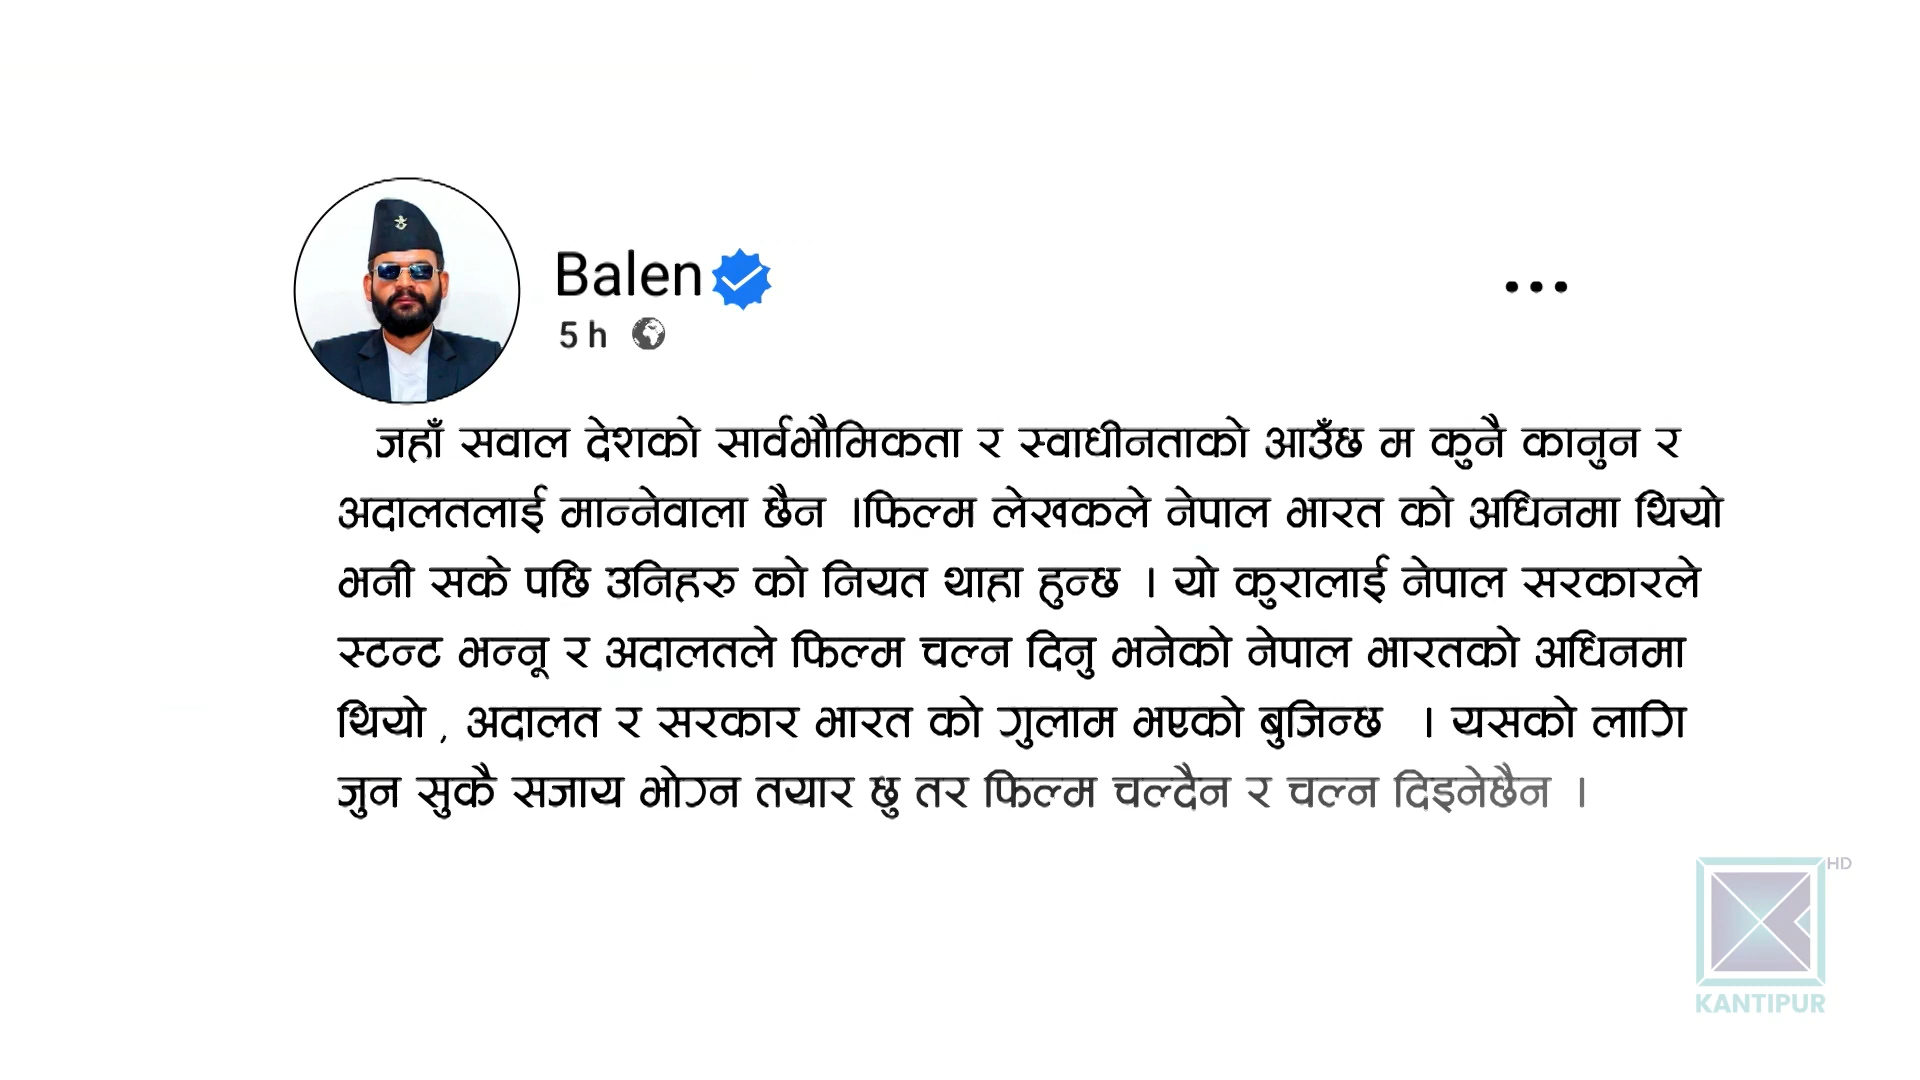 Balen
5 h
जहाँ सवाल देशको सार्वभौमिकता र स्वाधीनताको आउँछ म कुनै कानुन र
अदालतलाई मान्नेवाला छैन ।फिल्म लेखकले नेपाल भारत को अधिनमा थियो
भनी सके पछि उनिहरु को नियत थाहा हुन्छ । यो कुरालाई नेपाल सरकारले
स्टन्ट भन्नू र अदालतले फिल्म चल्न दिनु भनेको नेपाल भारतको अधिनमा
थियो , अदालत र सरकार भारत को गुलाम भएको बुजिन्छ । यसको लागि
जुन सुकै सजाय भोग्न तयार छु तर फिल्म चल्दैन र चल्न दिइनेछैन ।
HD
KANTIPUR